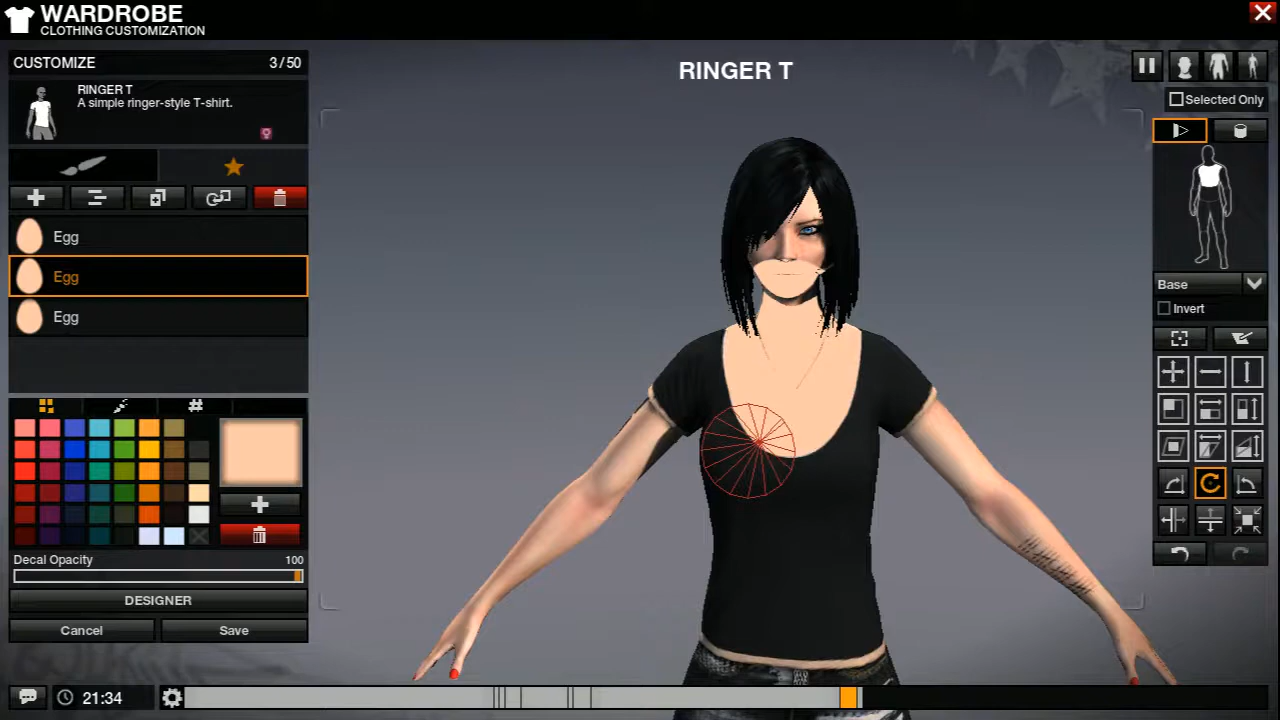 WARDROBE
CLOTHING CUSTOMIZATION
CUSTOMIZE 3/50
RINGER T
A simple ringer-style T-shirt.
RINGER T
Selected Only
Egg
Egg
Egg
Base
Invert
Decal Opacity 100
DESIGNER
Cancel Save
21:34